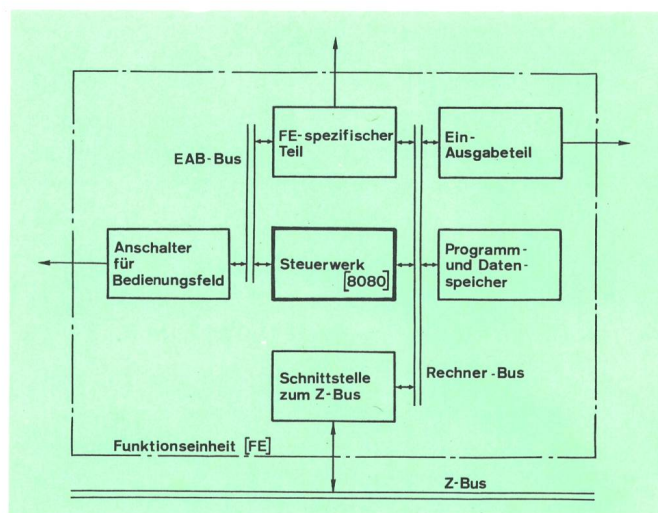 FE-spezifischer
Teil
Ein-
Ausgabeteil
EAB-Bus
Anschalter
für
Bedienungsfeld
Steuerwerk
[8080]
Programm-
und Daten-
speicher
Schnittstelle
zum Z-Bus
Rechner-Bus
Funktionseinheit [FE]
Z-Bus